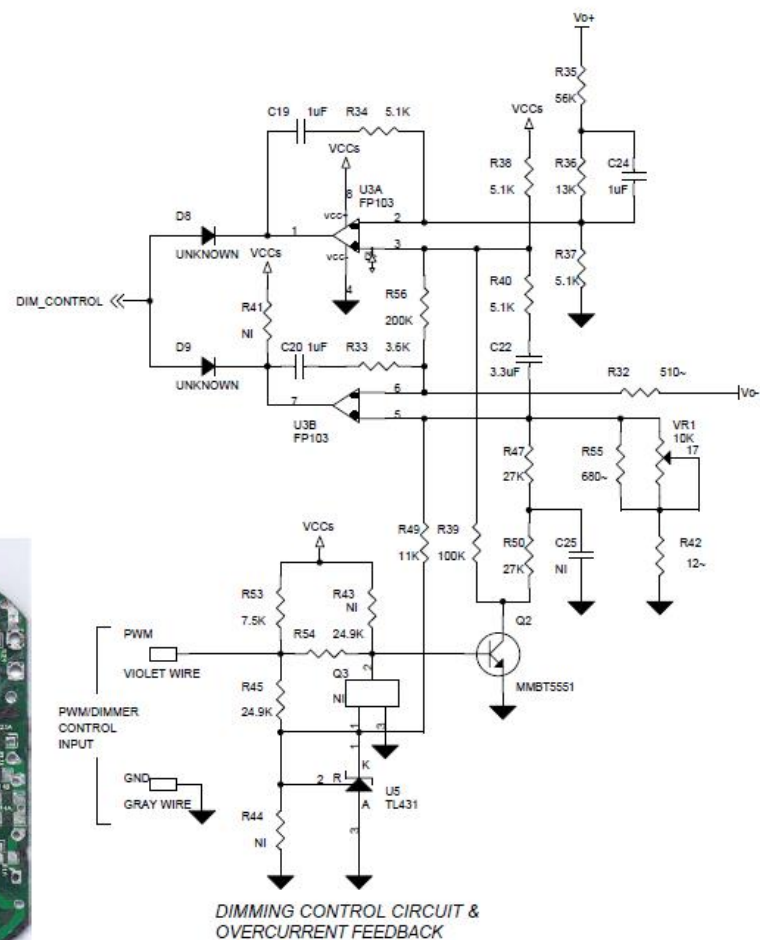 Vo+
R35
56K
C19 1uF R34 5.1K
VCCs
VCCs
R38
5.1K
R36
13K
C24
1uF
8
U3A
FP103
VCC+
2
D8
1
3
UNKNOWN
VCC-
VCCs
4
R37
5.1K
R40
5.1K
R56
200K
DIM_CONTROL
R41
NI
D9
C20 1uF R33 3.6K
C22
3.3uF
UNKNOWN
R32 510~
6
Vo-
7
5
U3B
FP103
VR1
10K
17
R47
27K
R55
680~
VCCs
R49
11K
R39
100K
R50
27K
C25
NI
R42
12~
R53
7.5K
R43
NI
Q2
PWM
R54 24.9K
VIOLET WIRE
2
Q3
NI
MMBT5551
R45
24.9K
PWM/DIMMER
CONTROL
INPUT
1
3
1
K
GND
2
R
U5
TL431
GRAY WIRE
A
R44
NI
3
DIMMING CONTROL CIRCUIT &
OVERCURRENT FEEDBACK